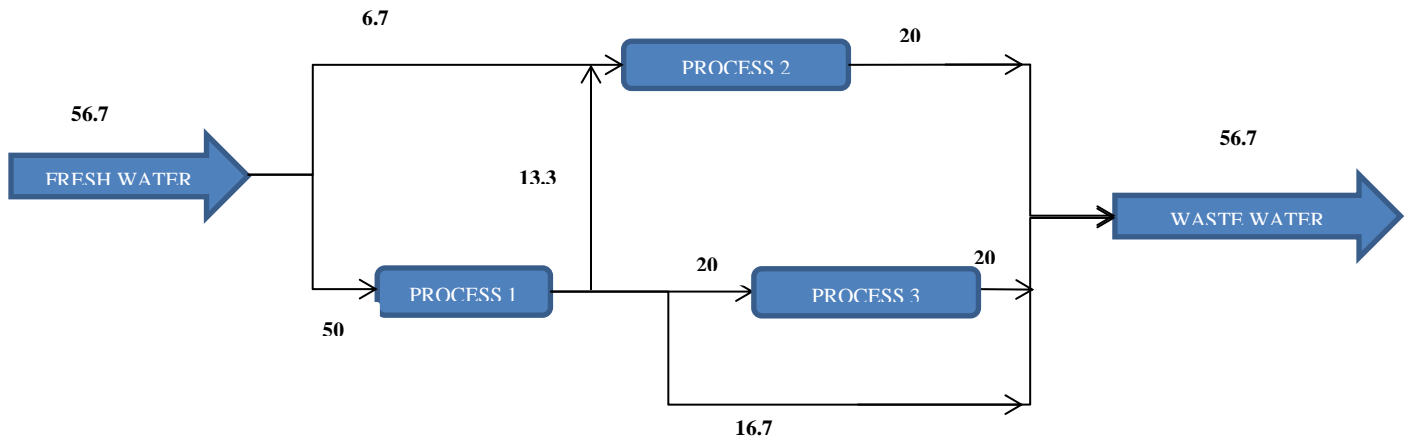 6.7
20
PROCESS 2
56.7
56.7
FRESH WATER
13.3
WASTE WATER
20
20
PROCESS 1
PROCESS 3
50
16.7